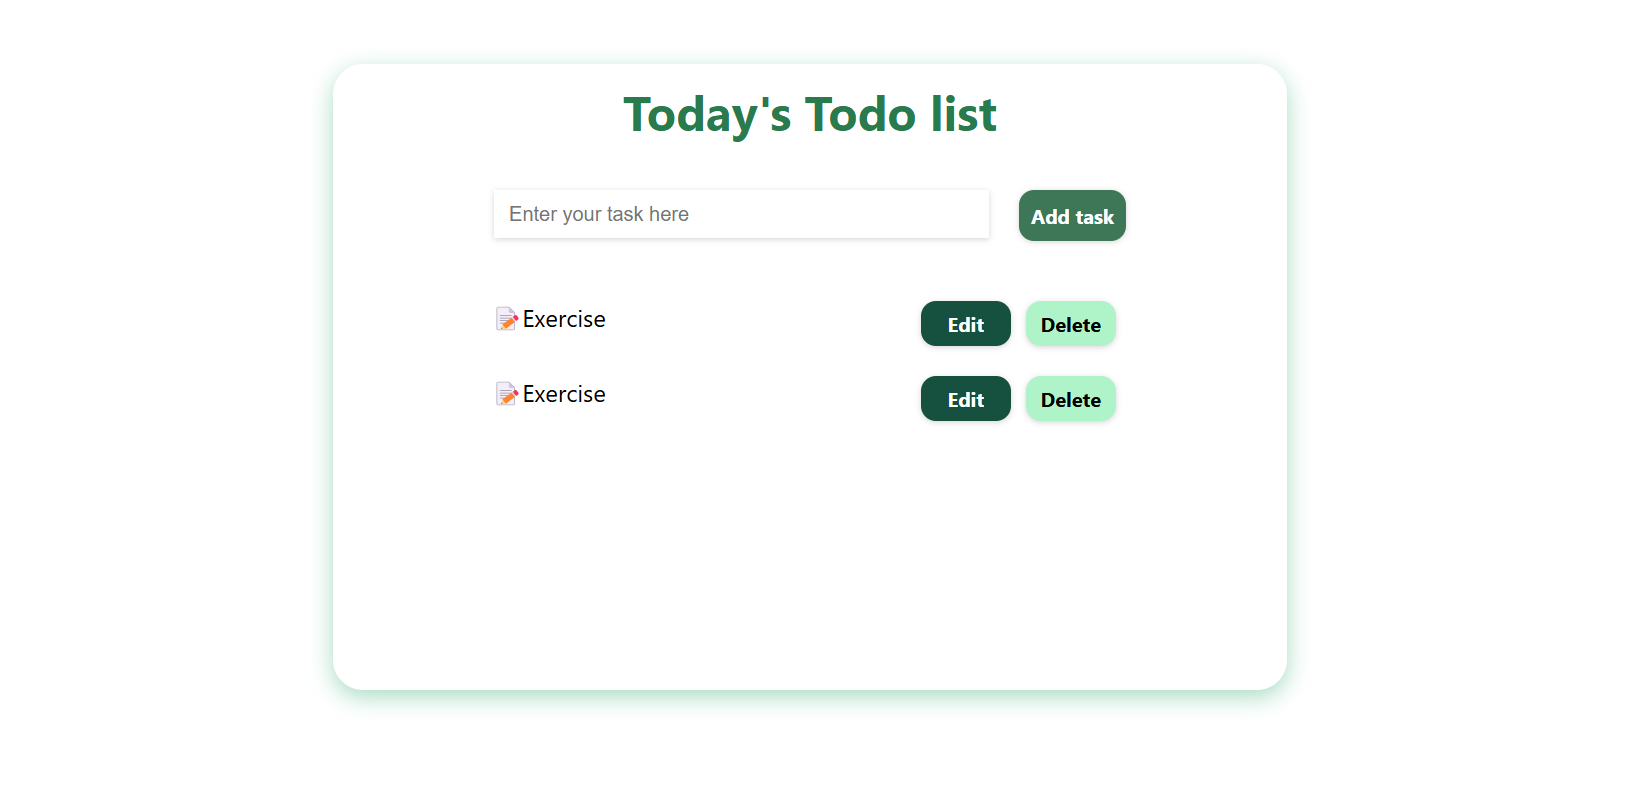 Today's Todo list
Enter your task here
Add task
📝Exercise Edit Delete
📝Exercise Edit Delete